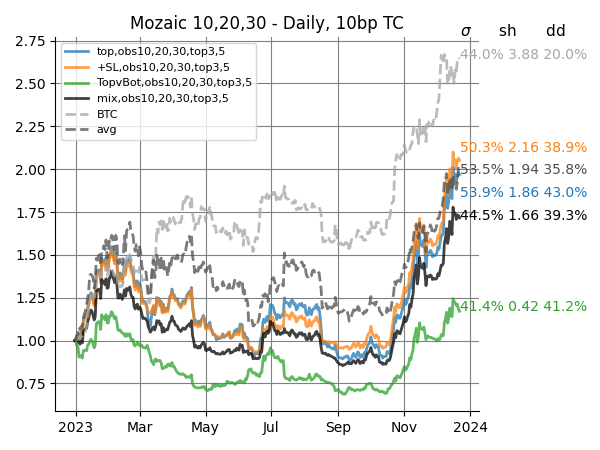 Mozaic 10,20,30 - Daily, 10bp TC
σ sh dd
top,obs10,20,30,top3,5
+SL,obs10,20,30,top3,5
TopvBot,obs10,20,30,top3,5
mix,obs10,20,30,top3,5
BTC
avg
44.0% 3.88 20.0%
50.3% 2.16 38.9%
53.5% 1.94 35.8%
53.9% 1.86 43.0%
44.5% 1.66 39.3%
41.4% 0.42 41.2%
2.75
2.50
2.25
2.00
1.75
1.50
1.25
1.00
0.75
2023 Mar May Jul Sep Nov 2024